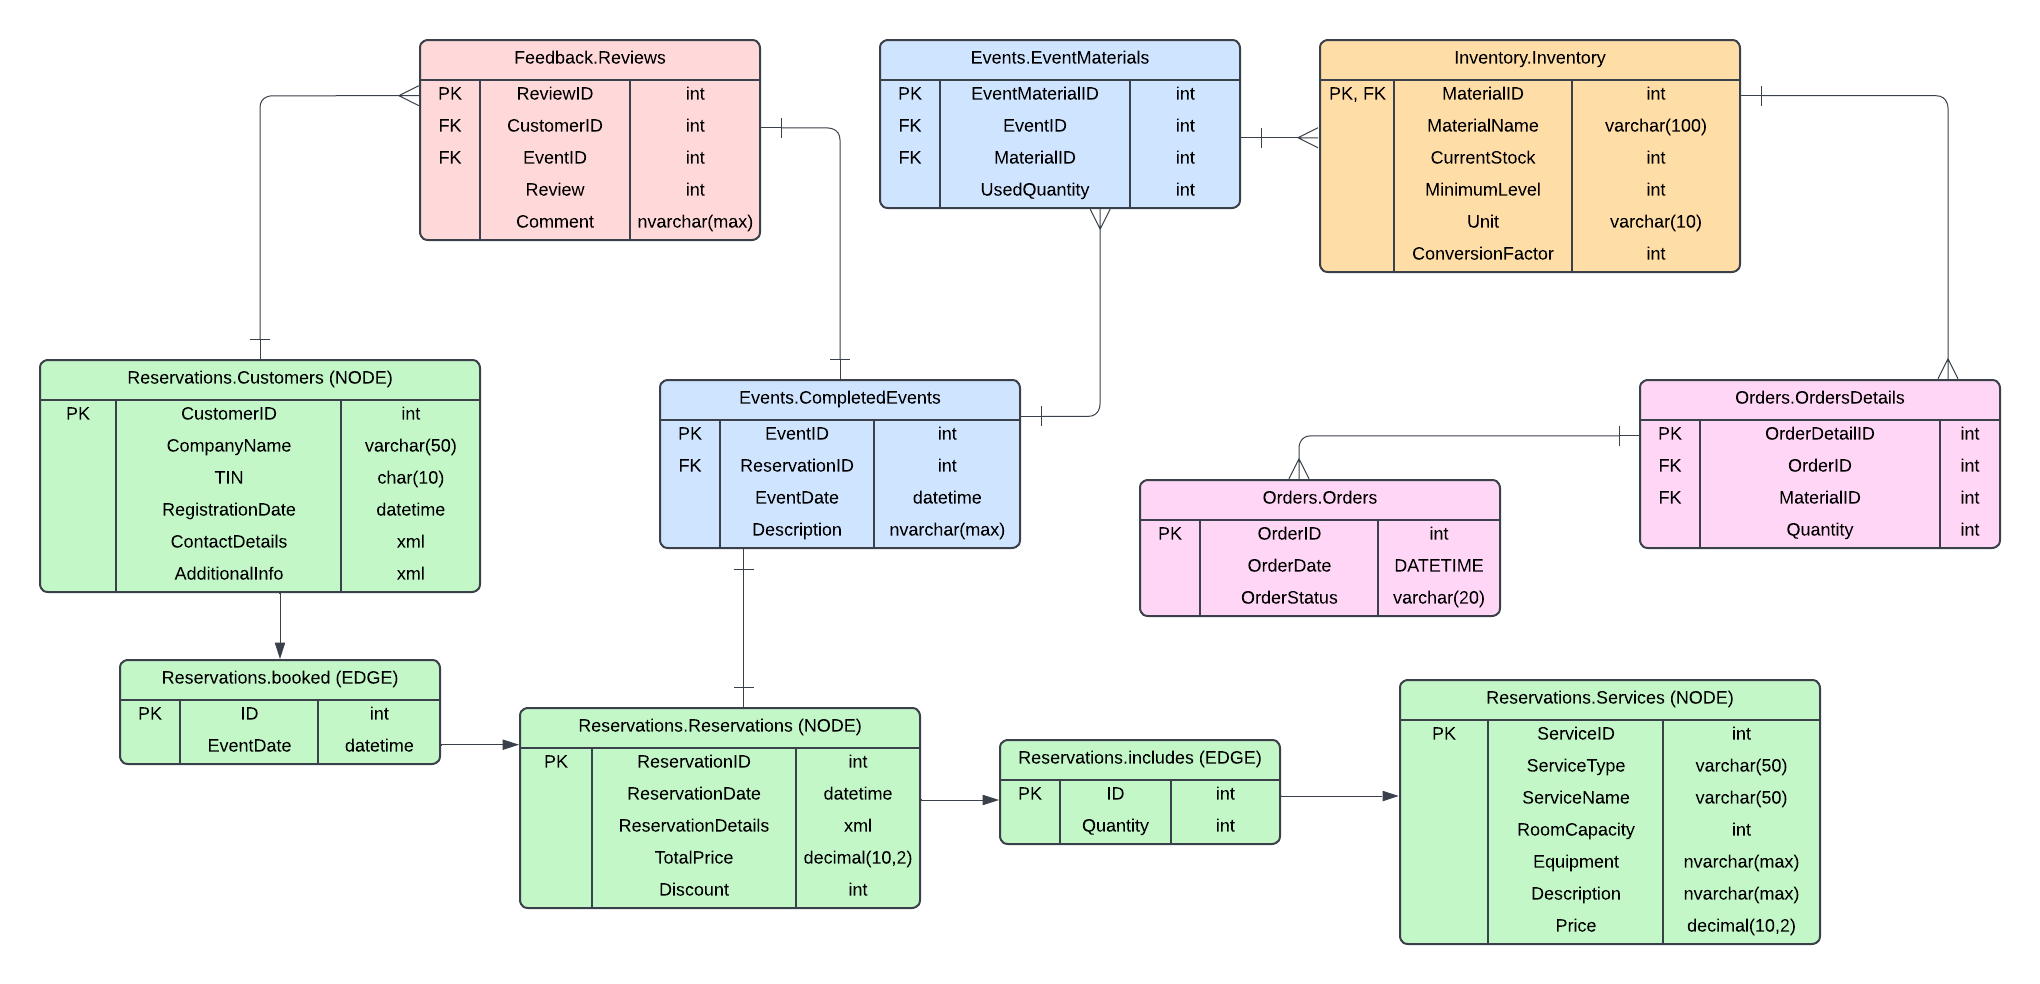 Feedback.Reviews
PK ReviewID int
FK CustomerID int
FK EventID int
Review int
Comment nvarchar(max)
Events.EventMaterials
PK EventMaterialID int
FK EventID int
FK MaterialID int
UsedQuantity int
Inventory.Inventory
PK, FK MaterialID int
MaterialName varchar(100)
CurrentStock int
MinimumLevel int
Unit varchar(10)
ConversionFactor int
Reservations.Customers (NODE)
PK CustomerID int
CompanyName varchar(50)
TIN char(10)
RegistrationDate datetime
ContactDetails xml
AdditionalInfo xml
Events.CompletedEvents
PK EventID int
FK ReservationID int
EventDate datetime
Description nvarchar(max)
Orders.OrdersDetails
PK OrderDetailID int
FK OrderID int
FK MaterialID int
Quantity int
Orders.Orders
PK OrderID int
OrderDate DATETIME
OrderStatus varchar(20)
Reservations.booked (EDGE)
PK ID int
EventDate datetime
Reservations.Reservations (NODE)
PK ReservationID int
ReservationDate datetime
ReservationDetails xml
TotalPrice decimal(10,2)
Discount int
Reservations.includes (EDGE)
PK ID int
Quantity int
Reservations.Services (NODE)
PK ServiceID int
ServiceType varchar(50)
ServiceName varchar(50)
RoomCapacity int
Equipment nvarchar(max)
Description nvarchar(max)
Price decimal(10,2)